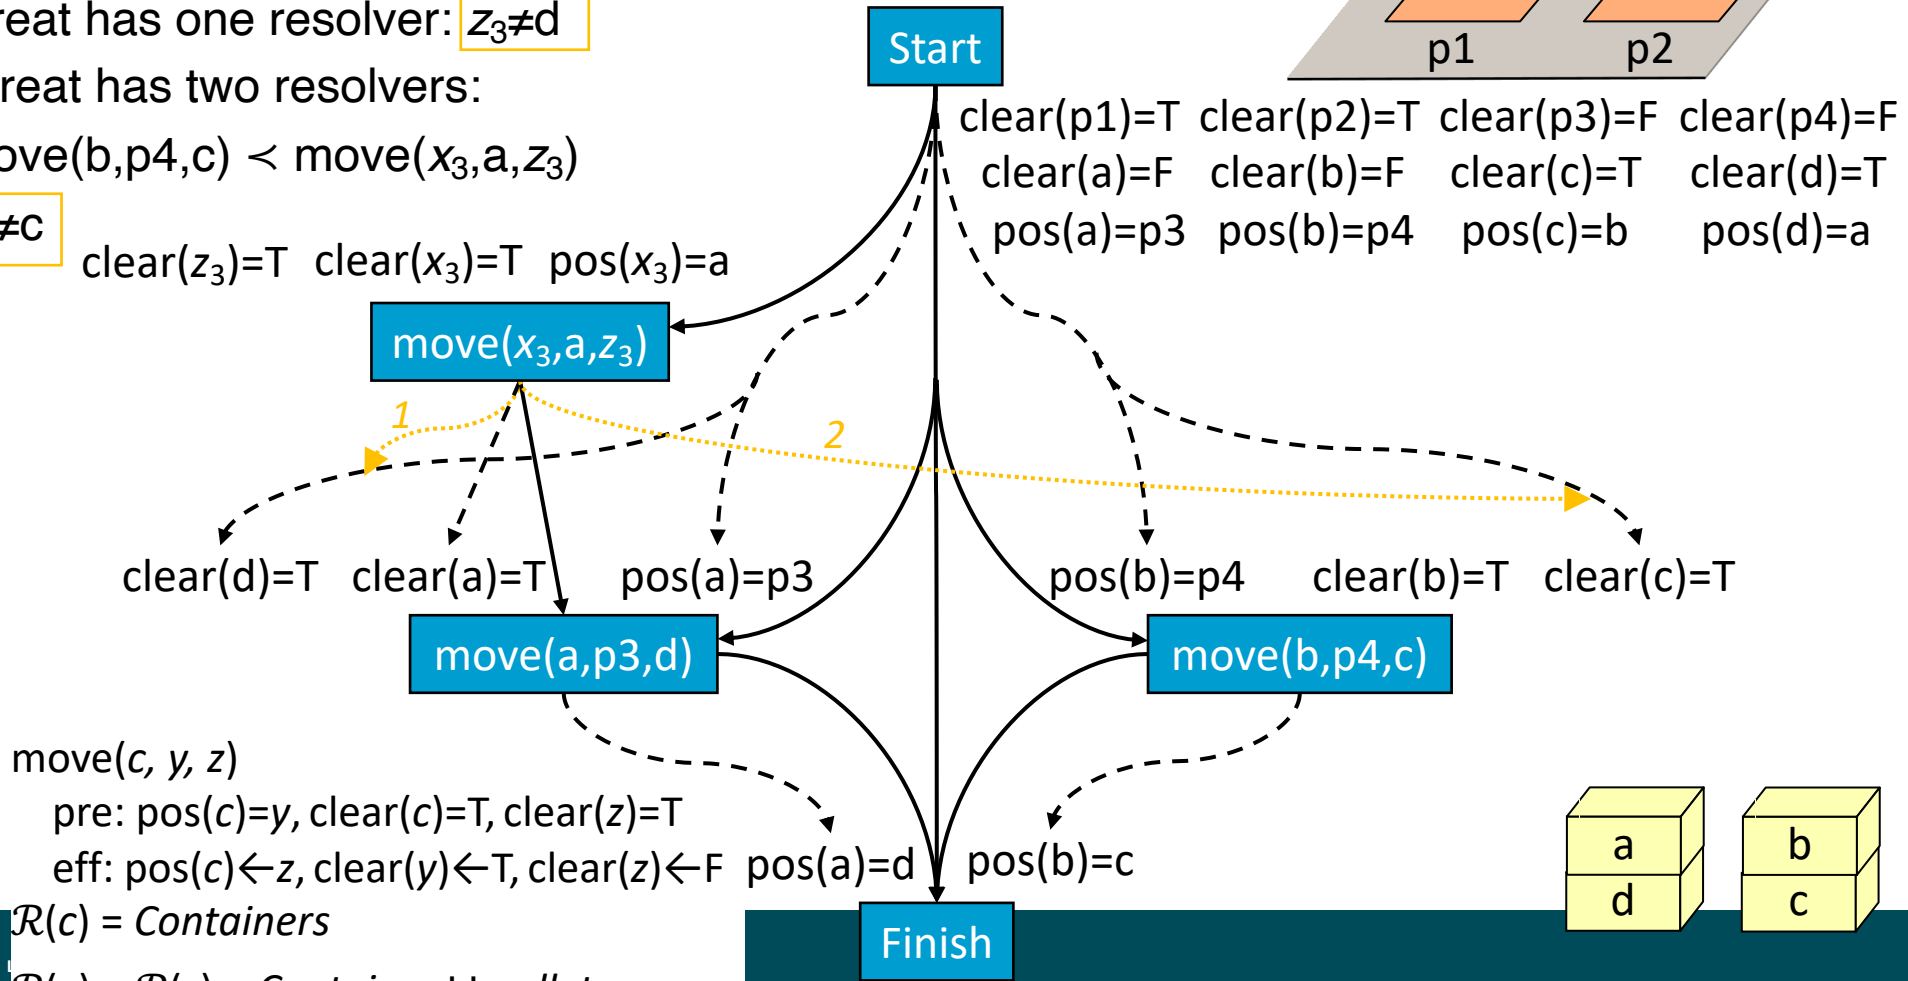 reat has one resolver: z₃≠d
reat has two resolvers:
ove(b,p4,c) ≺ move(x₃,a,z₃)
≠c
Start
p1 p2
clear(p1)=T clear(p2)=T clear(p3)=F clear(p4)=F
clear(a)=F clear(b)=F clear(c)=T clear(d)=T
pos(a)=p3 pos(b)=p4 pos(c)=b pos(d)=a
clear(z₃)=T clear(x₃)=T pos(x₃)=a
move(x₃,a,z₃)
1
2
clear(d)=T clear(a)=T pos(a)=p3
pos(b)=p4 clear(b)=T clear(c)=T
move(a,p3,d)
move(b,p4,c)
move(c, y, z)
pre: pos(c)=y, clear(c)=T, clear(z)=T
eff: pos(c)←z, clear(y)←T, clear(z)←F
pos(a)=d pos(b)=c
ℛ(c) = Containers
Finish
a
d
b
c